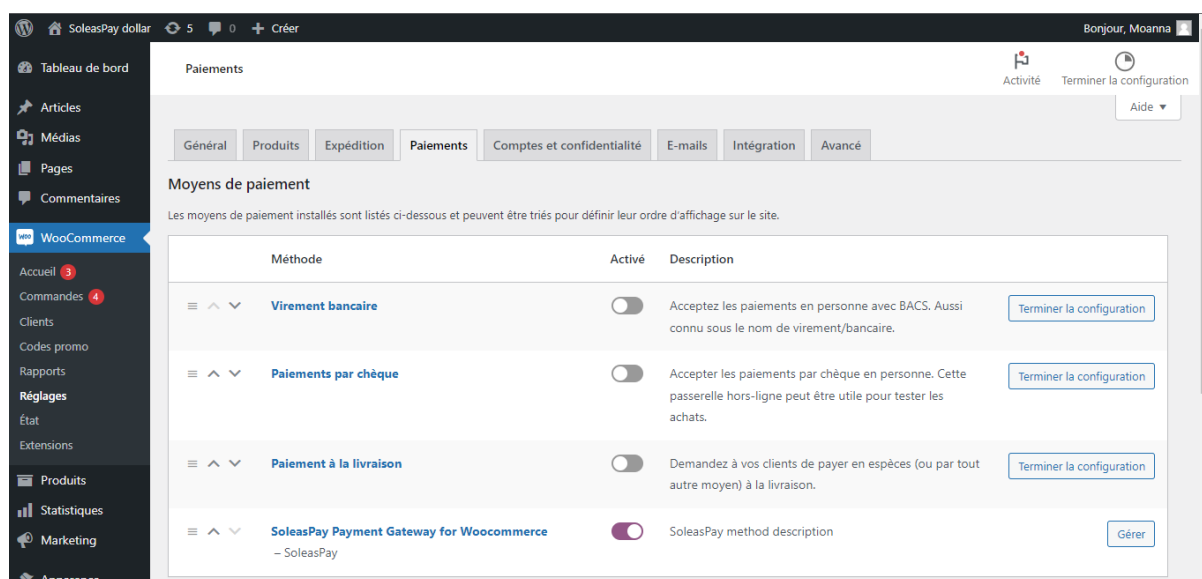 SoleasPay dollar 5 0 Créer Bonjour, Moanna
Tableau de bord
Articles
Médias
Pages
Commentaires
WooCommerce
Accueil 3
Commandes 4
Clients
Codes promo
Rapports
Réglages
État
Extensions
Produits
Statistiques
Marketing
Paiements
Activité
Terminer la configuration
Aide
Général Produits Expédition Paiements Comptes et confidentialité E-mails Intégration Avancé
Moyens de paiement
Les moyens de paiement installés sont listés ci-dessous et peuvent être triés pour définir leur ordre d'affichage sur le site.
Méthode Activé Description
Virement bancaire
Acceptez les paiements en personne avec BACS. Aussi
connu sous le nom de virement/bancaire.
Terminer la configuration
Paiements par chèque
Accepter les paiements par chèque en personne. Cette
passerelle hors-ligne peut être utile pour tester les
achats.
Terminer la configuration
Paiement à la livraison
Demandez à vos clients de payer en espèces (ou par tout
autre moyen) à la livraison.
Terminer la configuration
SoleasPay Payment Gateway for Woocommerce
– SoleasPay
SoleasPay method description
Gérer